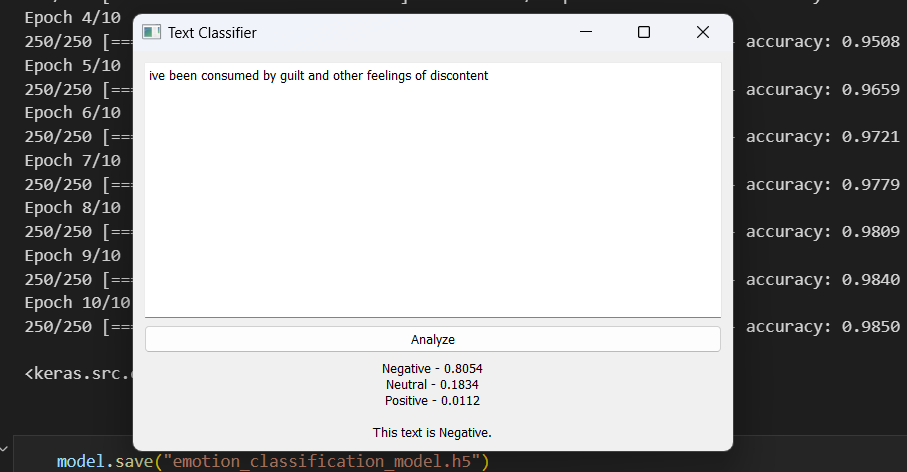 Epoch 4/10
250/250 [=== accuracy: 0.9508
Epoch 5/10
250/250 [=== accuracy: 0.9659
Epoch 6/10
250/250 [=== accuracy: 0.9721
Epoch 7/10
250/250 [=== accuracy: 0.9779
Epoch 8/10
250/250 [=== accuracy: 0.9809
Epoch 9/10
250/250 [=== accuracy: 0.9840
Epoch 10/10
250/250 [=== accuracy: 0.9850
<keras.src.
model.save("emotion_classification_model.h5")
Text Classifier
ive been consumed by guilt and other feelings of discontent
Analyze
Negative - 0.8054
Neutral - 0.1834
Positive - 0.0112
This text is Negative.